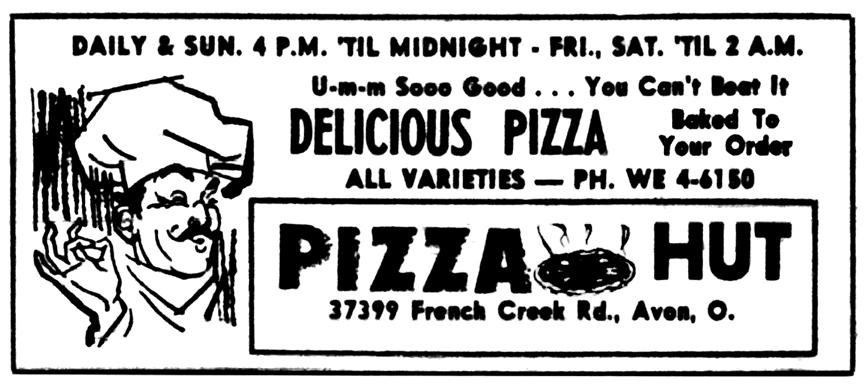 DAILY & SUN. 4 P.M. 'TIL MIDNIGHT - FRI., SAT. 'TIL 2 A.M.
U-m-m Sooo Good . . . You Can't Beat It
DELICIOUS PIZZA
Baked To
Your Order
ALL VARIETIES — PH. WE 4-6150
PIZZA HUT
37399 French Creek Rd., Avon, O.